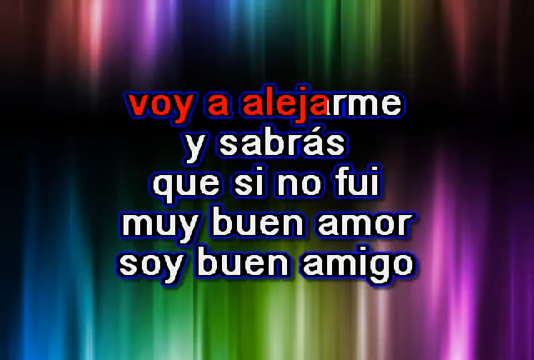 voy a alejarme
y sabrás
que si no fui
muy buen amor
soy buen amigo